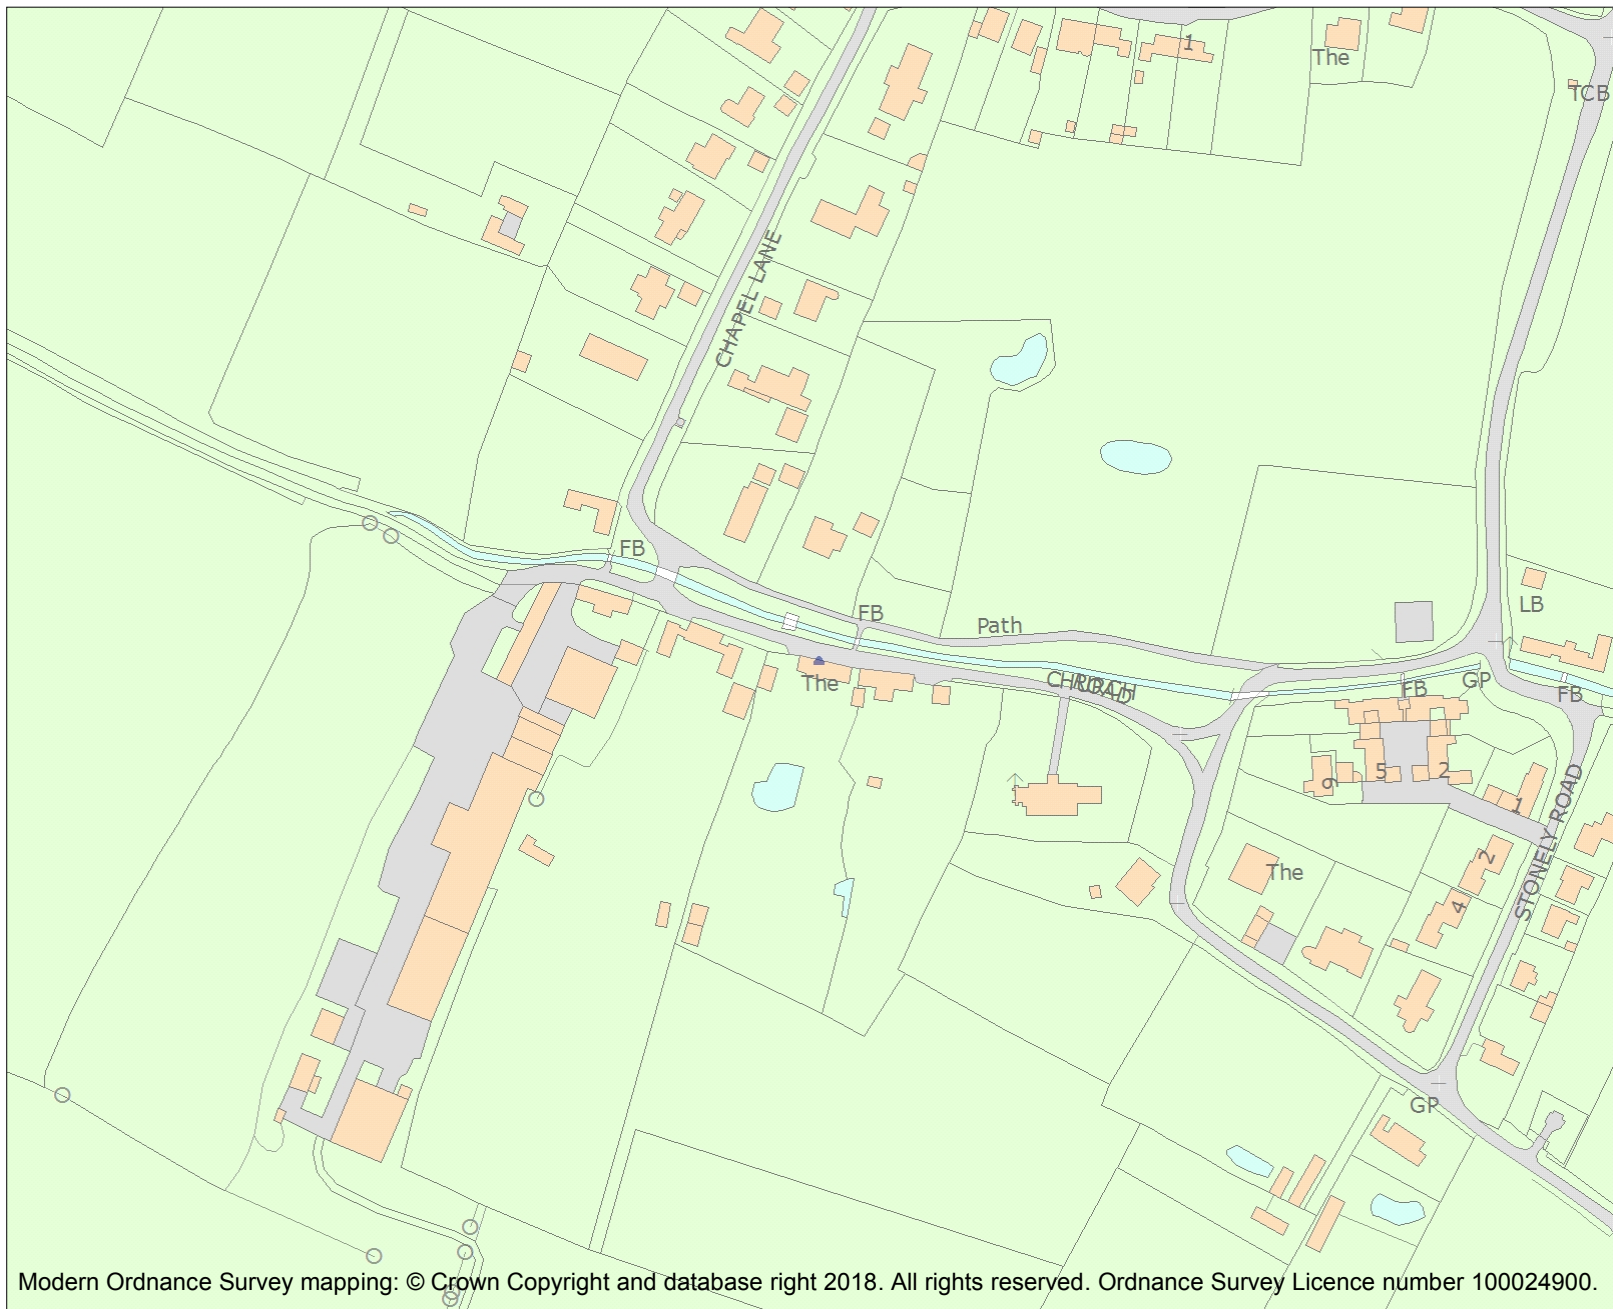 1
The
TCB
CHAPEL LANE
FB
FB
Path
LB
The
CHURCH
ROAD
FB
GP
FB
9
5
2
1
STONELY ROAD
2
The
4
GP
Modern Ordnance Survey mapping: © Crown Copyright and database right 2018. All rights reserved. Ordnance Survey Licence number 100024900.